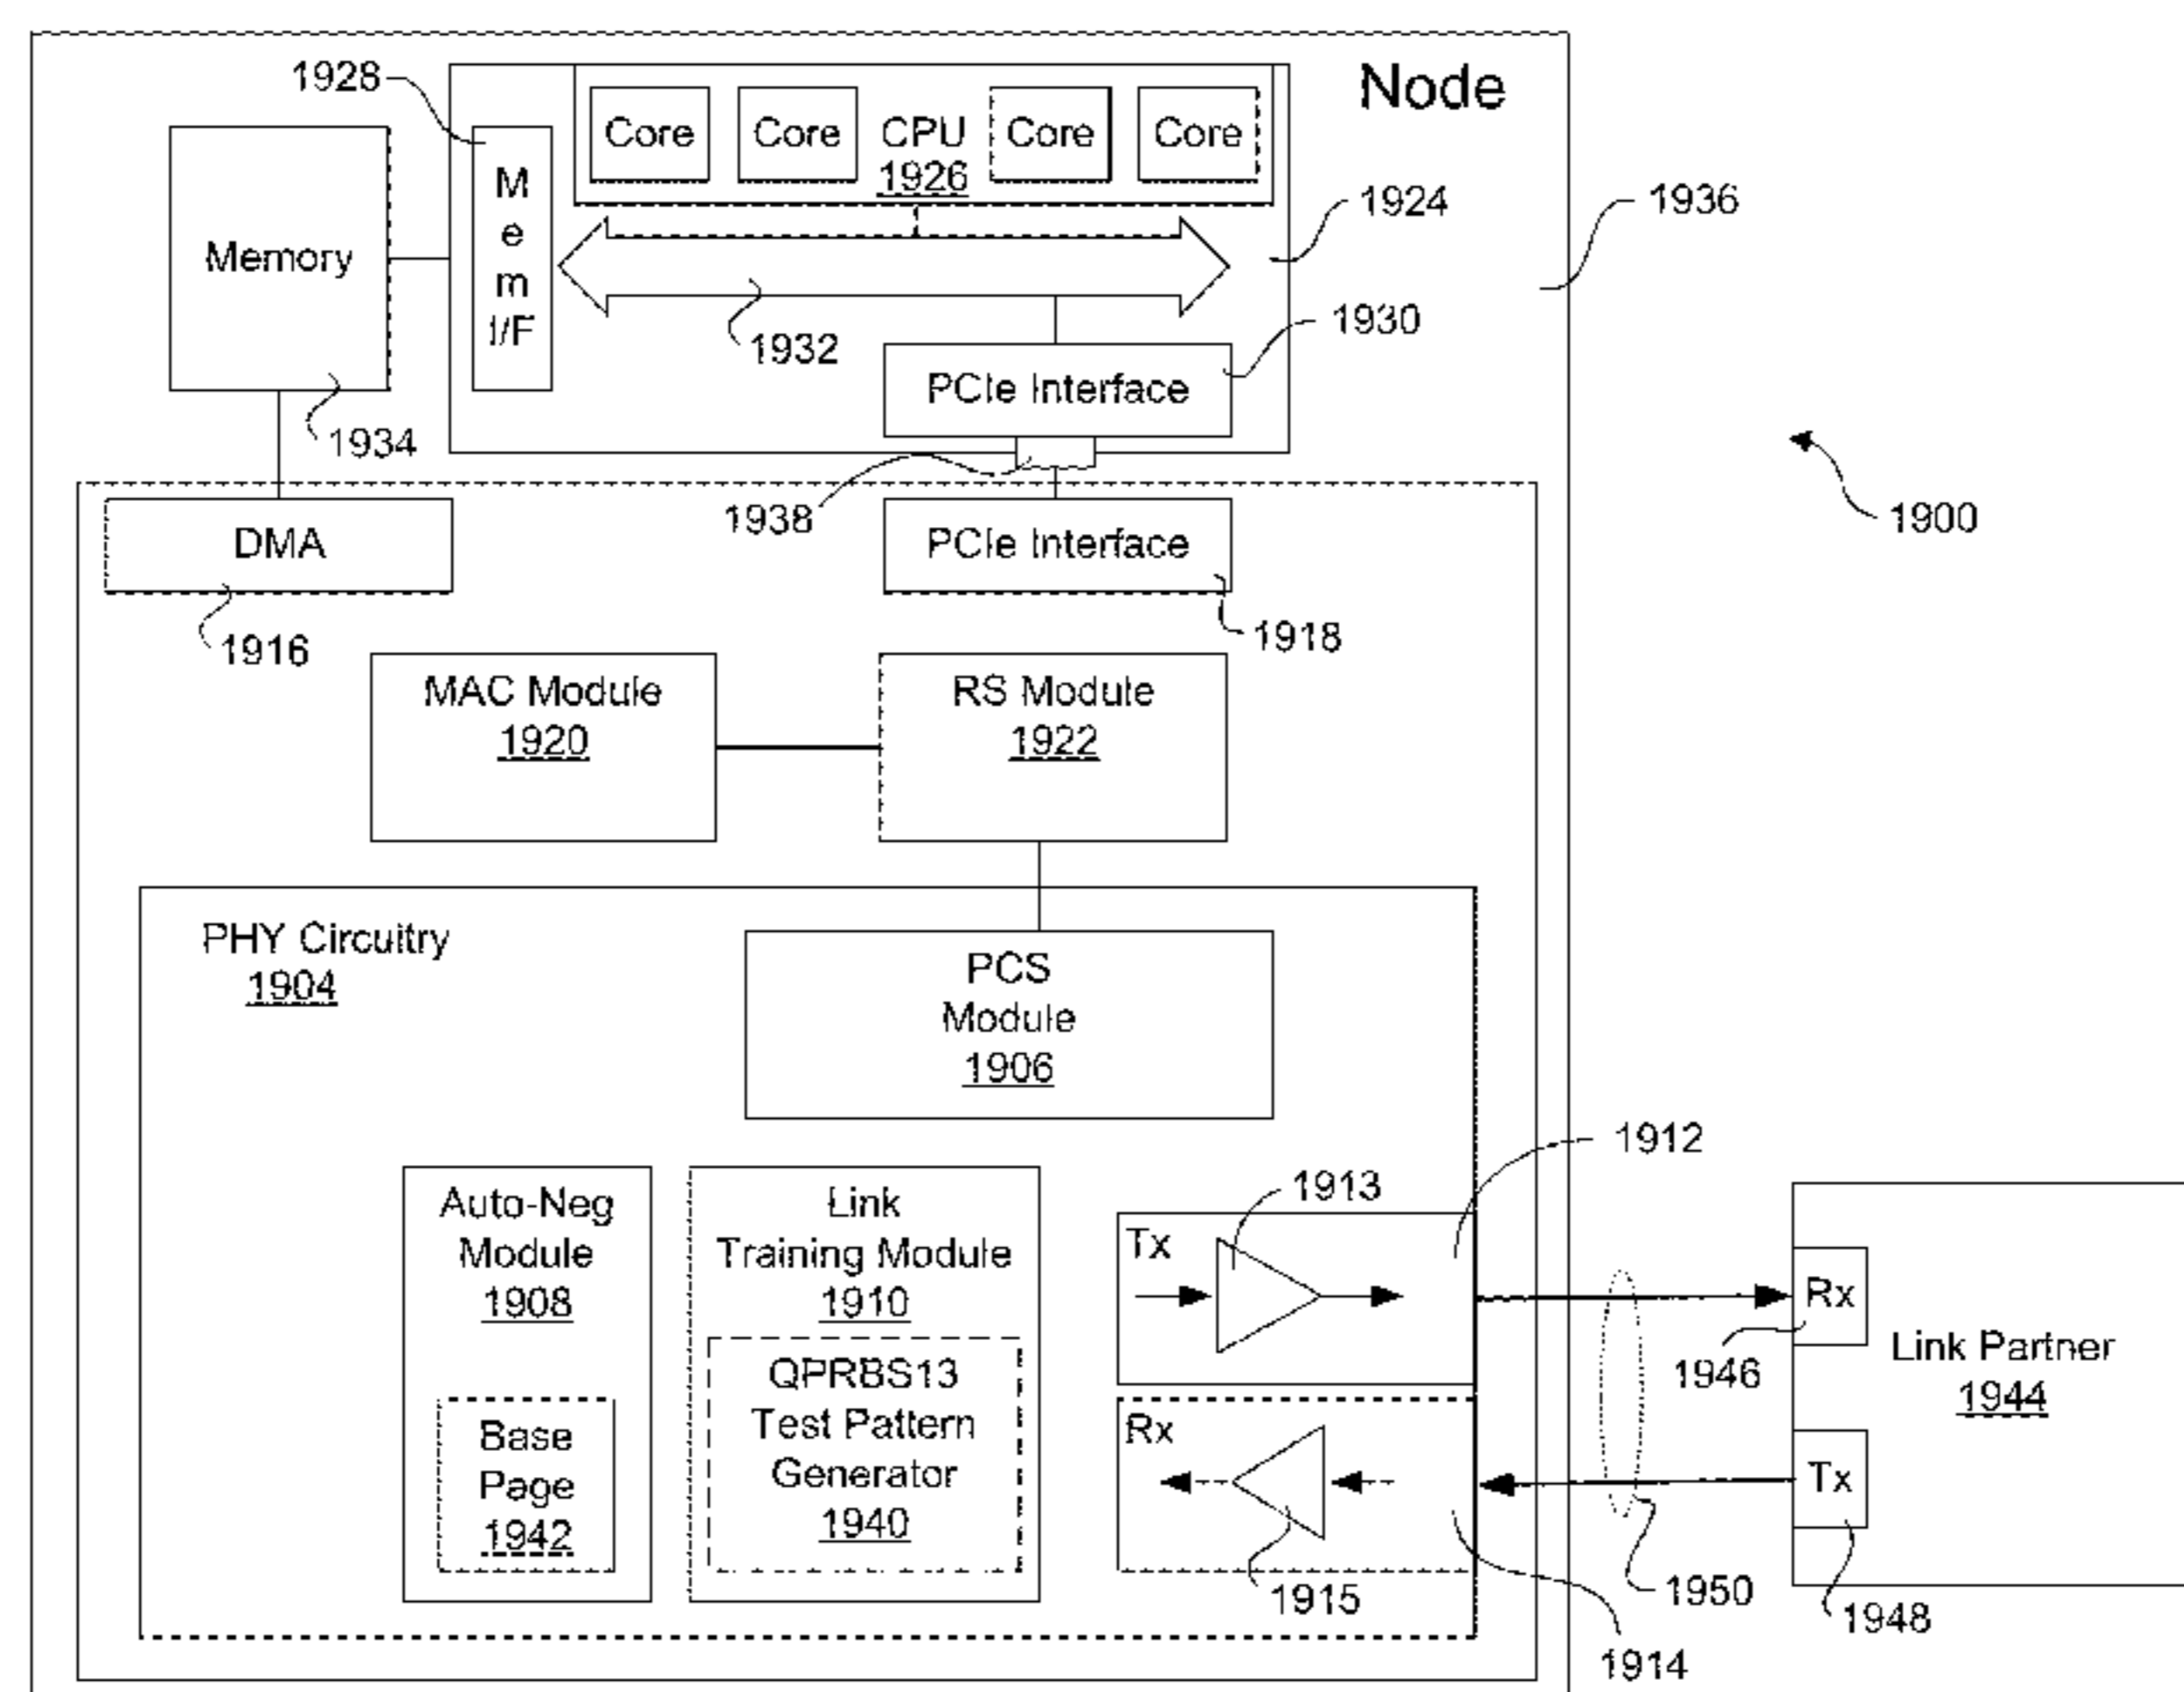 Node
1928
Core
Core
CPU
1926
Core
Core
M
e
m
I/F
1924
1936
Memory
1932
1930
PCIe Interface
1934
1938
1900
DMA
PCIe Interface
1916
1918
MAC Module
1920
RS Module
1922
PHY Circuitry
1904
PCS
Module
1906
1912
Auto-Neg
Module
1908
Link
Training Module
1910
1913
Tx
Rx
1946
Link Partner
1944
Base
Page
1942
QPRBS13
Test Pattern
Generator
1940
Rx
Tx
1915
1950
1948
1914